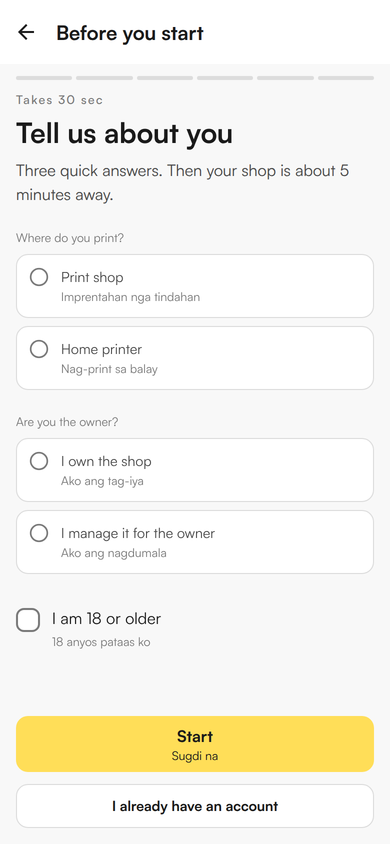 Before you start
Takes 30 sec
Tell us about you
Three quick answers. Then your shop is about 5
minutes away.
Where do you print?
Print shop
Imprentahan nga tindahan
Home printer
Nag-print sa balay
Are you the owner?
I own the shop
Ako ang tag-iya
I manage it for the owner
Ako ang nagdumala
I am 18 or older
18 anyos pataas ko
Start
Sugdi na
I already have an account